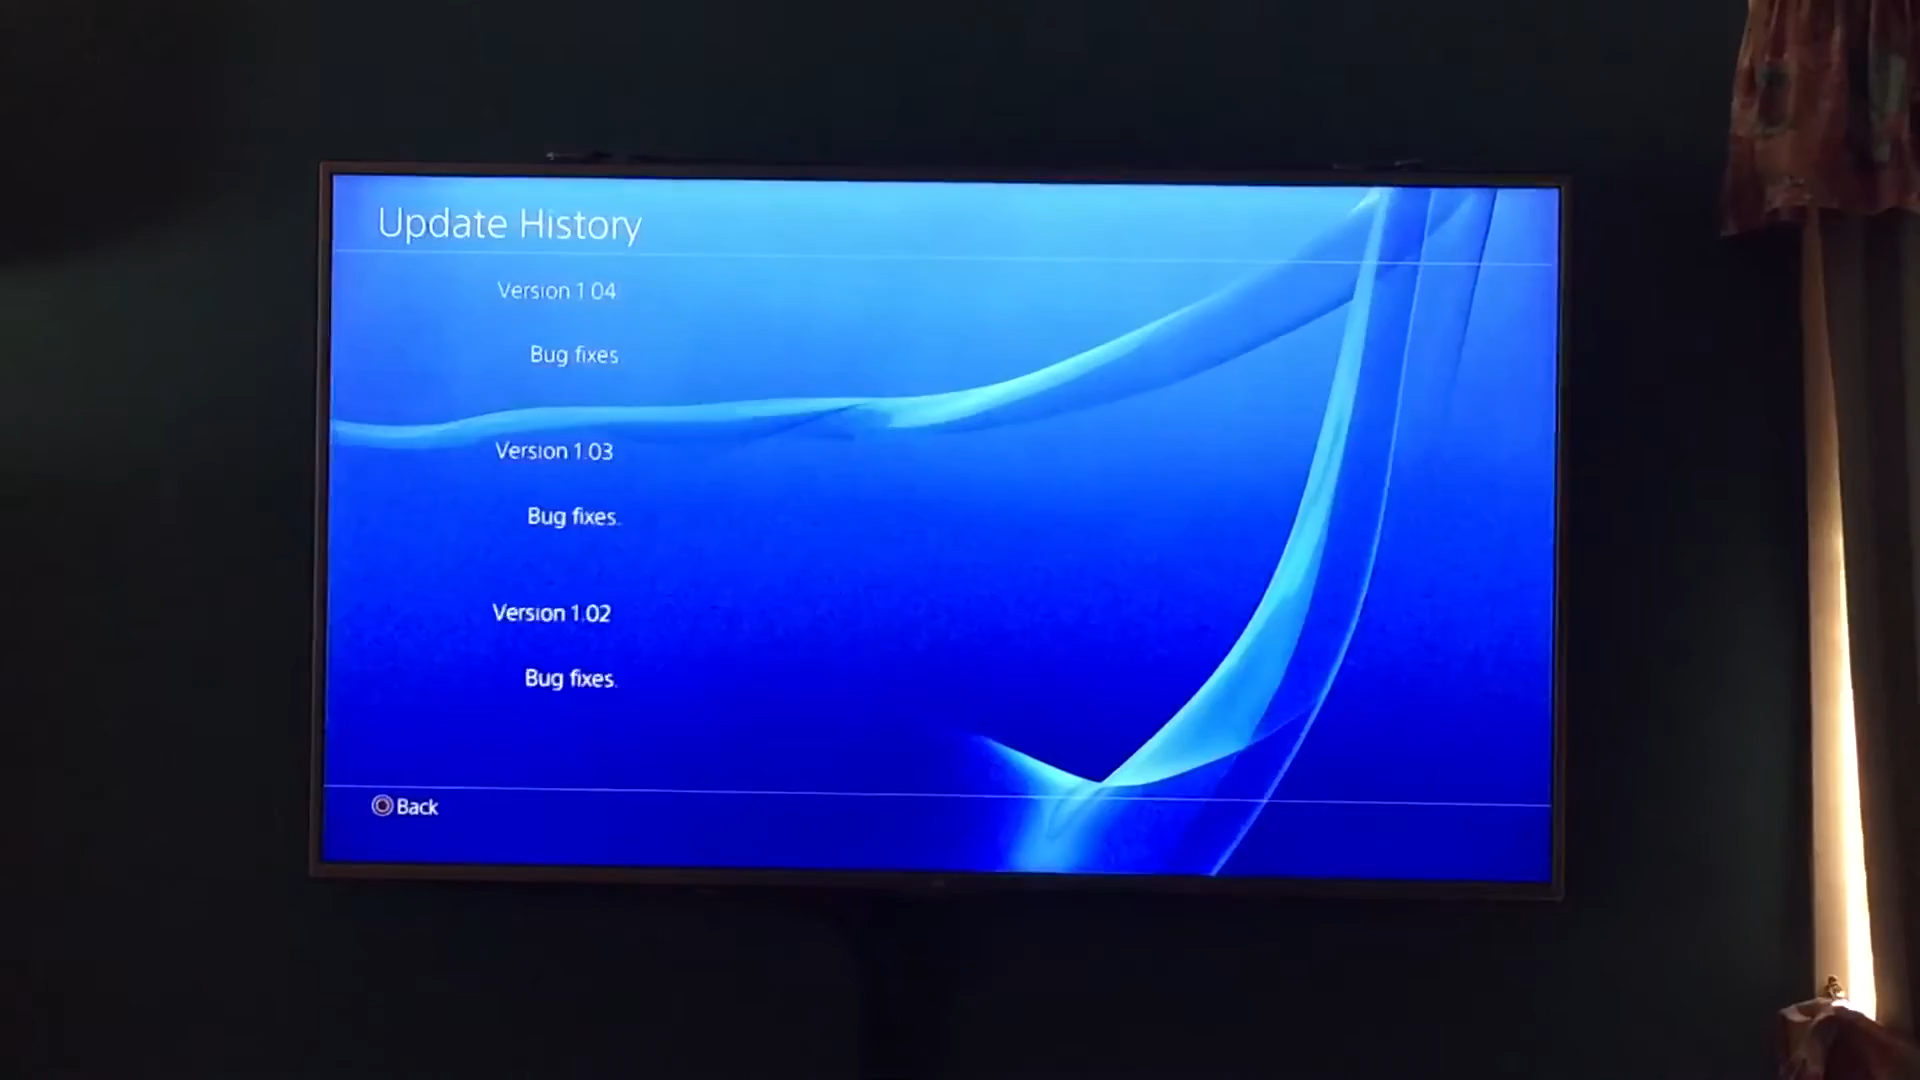 Update History
Version 1.04
Bug fixes
Version 1.03
Bug fixes.
Version 1.02
Bug fixes.
Back